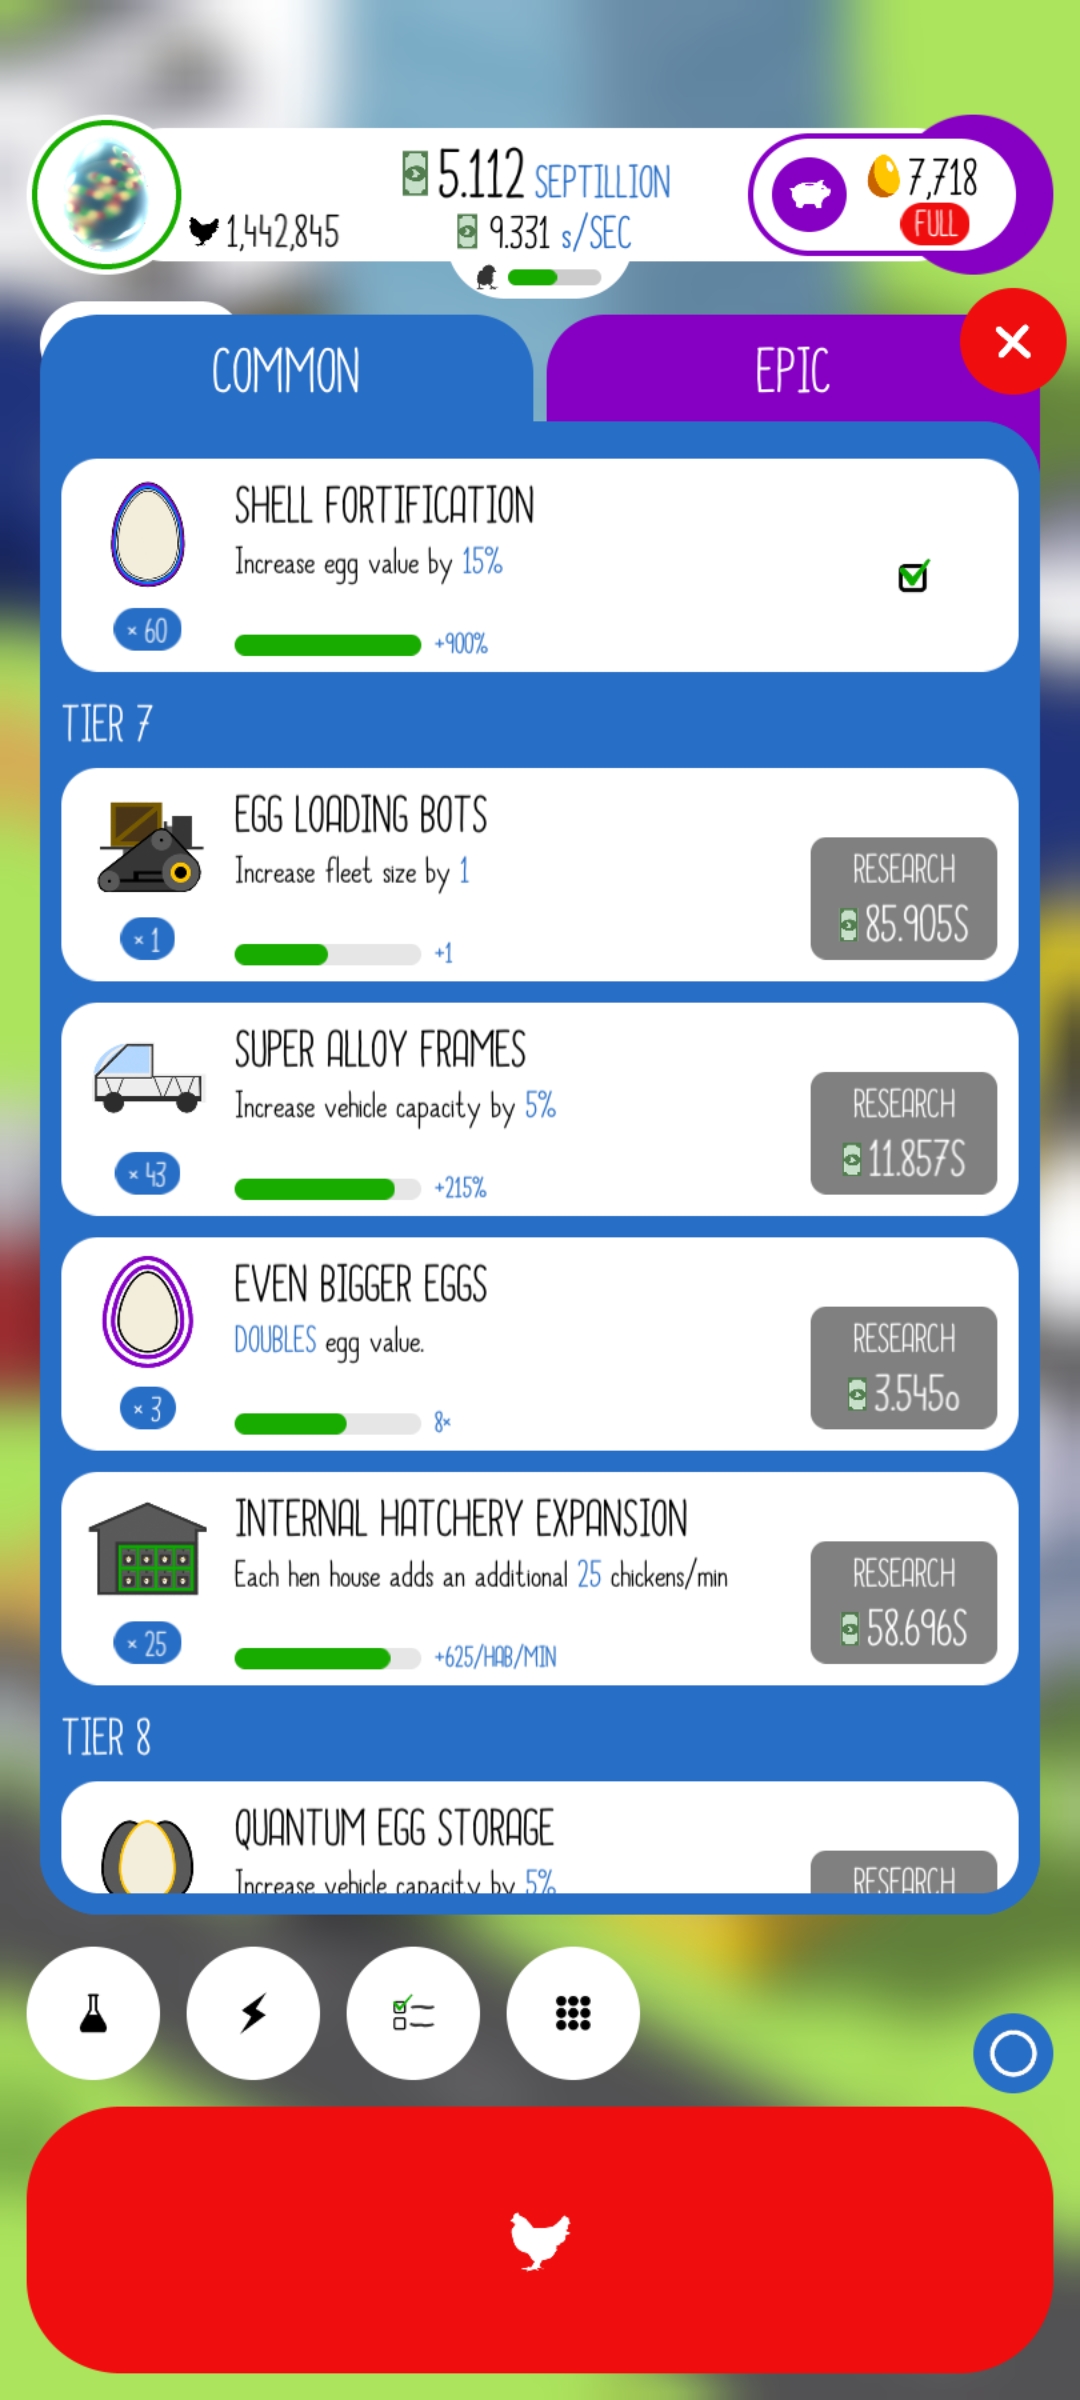 5.112 SEPTILLION
7,718
1,442,845
9.331 s/SEC
FULL
COMMON
EPIC
SHELL FORTIFICATION
Increase egg value by 15%
× 60
+900%
TIER 7
EGG LOADING BOTS
Increase fleet size by 1
RESEARCH
85.905S
× 1
+1
SUPER ALLOY FRAMES
Increase vehicle capacity by 5%
RESEARCH
11.857S
× 43
+215%
EVEN BIGGER EGGS
DOUBLES egg value.
RESEARCH
3.545o
× 3
8×
INTERNAL HATCHERY EXPANSION
Each hen house adds an additional 25 chickens/min
RESEARCH
58.696S
× 25
+625/HAB/MIN
TIER 8
QUANTUM EGG STORAGE
Increase vehicle capacity by 5%
RESEARCH